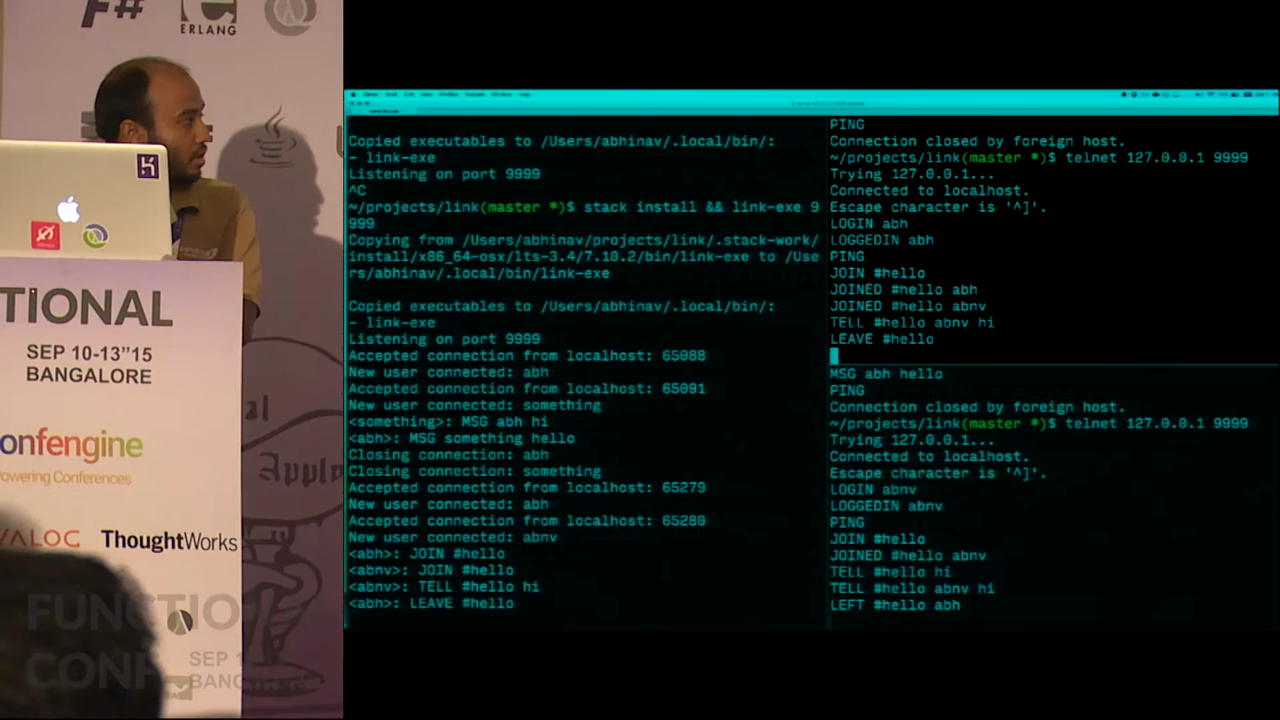 F#
ERLANG
TIONAL
SEP 10-13"15
BANGALORE
onfengine
Powering Conferences
VALOC
ThoughtWorks
FUNCTIO
CONF
SEP 1
BANG
Copied executables to /Users/abhinav/.local/bin/:
- link-exe
Listening on port 9999
^C
~/projects/link(master *)$ stack install && link-exe 9
999
Copying from /Users/abhinav/projects/link/.stack-work/
install/x86_64-osx/lts-3.4/7.10.2/bin/link-exe to /Use
rs/abhinav/.local/bin/link-exe
Copied executables to /Users/abhinav/.local/bin/:
- link-exe
Listening on port 9999
Accepted connection from localhost: 65088
New user connected: abh
Accepted connection from localhost: 65091
New user connected: something
<something>: MSG abh hi
<abh>: MSG something hello
Closing connection: abh
Closing connection: something
Accepted connection from localhost: 65279
New user connected: abh
Accepted connection from localhost: 65280
New user connected: abnv
<abh>: JOIN #hello
<abnv>: JOIN #hello
<abnv>: TELL #hello hi
<abh>: LEAVE #hello
PING
Connection closed by foreign host.
~/projects/link(master *)$ telnet 127.0.0.1 9999
Trying 127.0.0.1...
Connected to localhost.
Escape character is '^]'.
LOGIN abh
LOGGEDIN abh
PING
JOIN #hello
JOINED #hello abh
JOINED #hello abnv
TELL #hello abnv hi
LEAVE #hello
MSG abh hello
PING
Connection closed by foreign host.
~/projects/link(master *)$ telnet 127.0.0.1 9999
Trying 127.0.0.1...
Connected to localhost.
Escape character is '^]'.
LOGIN abnv
LOGGEDIN abnv
PING
JOIN #hello
JOINED #hello abnv
TELL #hello hi
TELL #hello abnv hi
LEFT #hello abh